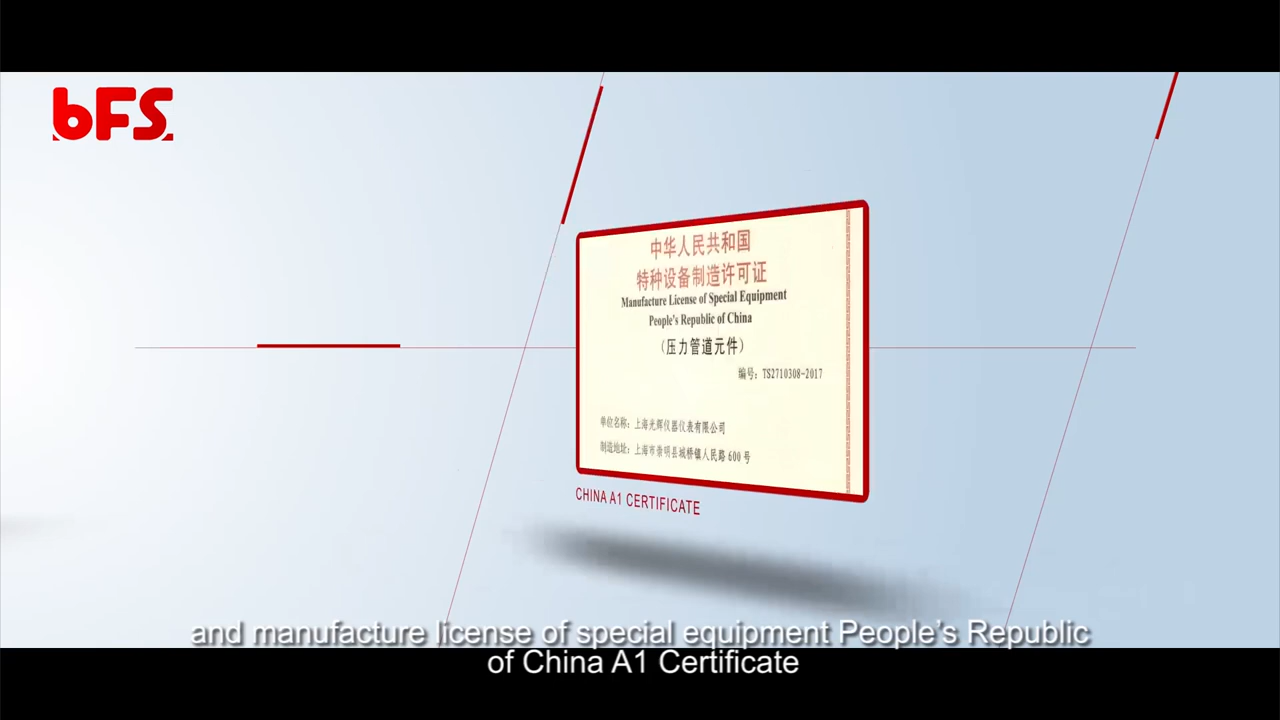 bFS
中华人民共和国
特种设备制造许可证
Manufacture License of Special Equipment
People's Republic of China
（压力管道元件）
编号：TS2710308-2017
单位名称：上海光辉仪器仪表有限公司
制造地址：上海市崇明县城桥镇人民路 600 号
CHINA A1 CERTIFICATE
and manufacture license of special equipment People’s Republic
of China A1 Certificate